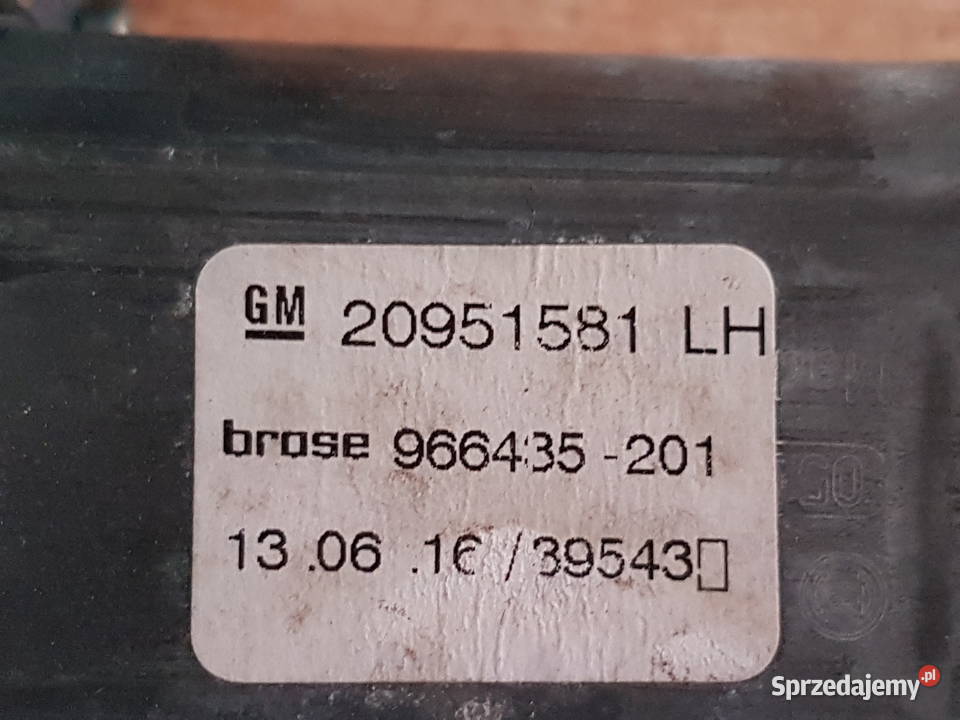 GM 20951581 LH
brose 966435-201
13.06.16/39543▯
Sprzedajemy.pl